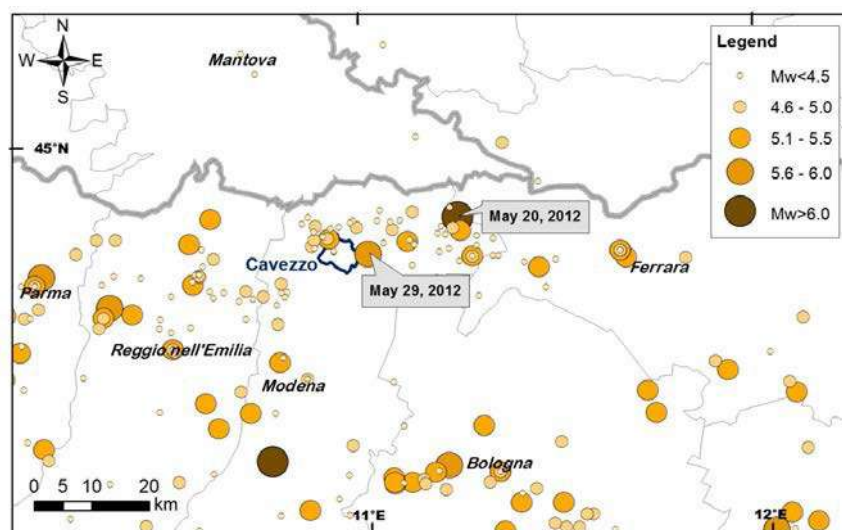 N
W E
S
Mantova
Legend
Mw<4.5
4.6 - 5.0
5.1 - 5.5
5.6 - 6.0
Mw>6.0
45°N
May 20, 2012
Cavezzo
May 29, 2012
Ferrara
Parma
Reggio nell'Emilia
Modena
Bologna
0 5 10 20
km
11°E
12°E